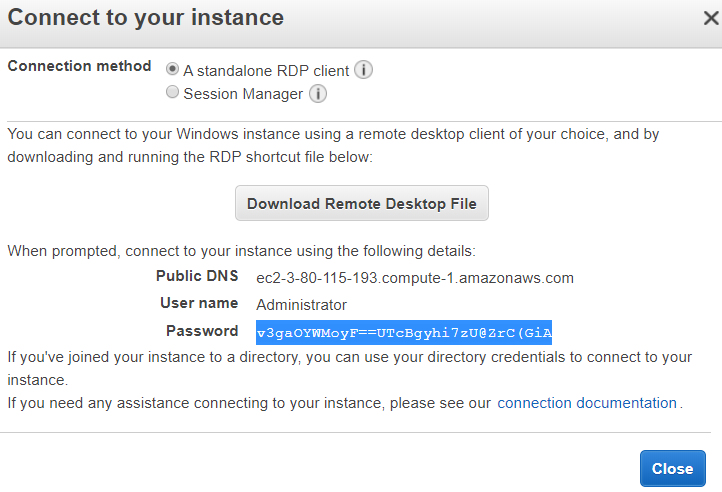 Connect to your instance
Connection method
A standalone RDP client
Session Manager
You can connect to your Windows instance using a remote desktop client of your choice, and by
downloading and running the RDP shortcut file below:
Download Remote Desktop File
When prompted, connect to your instance using the following details:
Public DNS ec2-3-80-115-193.compute-1.amazonaws.com
User name Administrator
Password v3gaOYWMoyF==UTcBgyhi7zU@ZrC(GiA
If you've joined your instance to a directory, you can use your directory credentials to connect to your
instance.
If you need any assistance connecting to your instance, please see our connection documentation .
Close